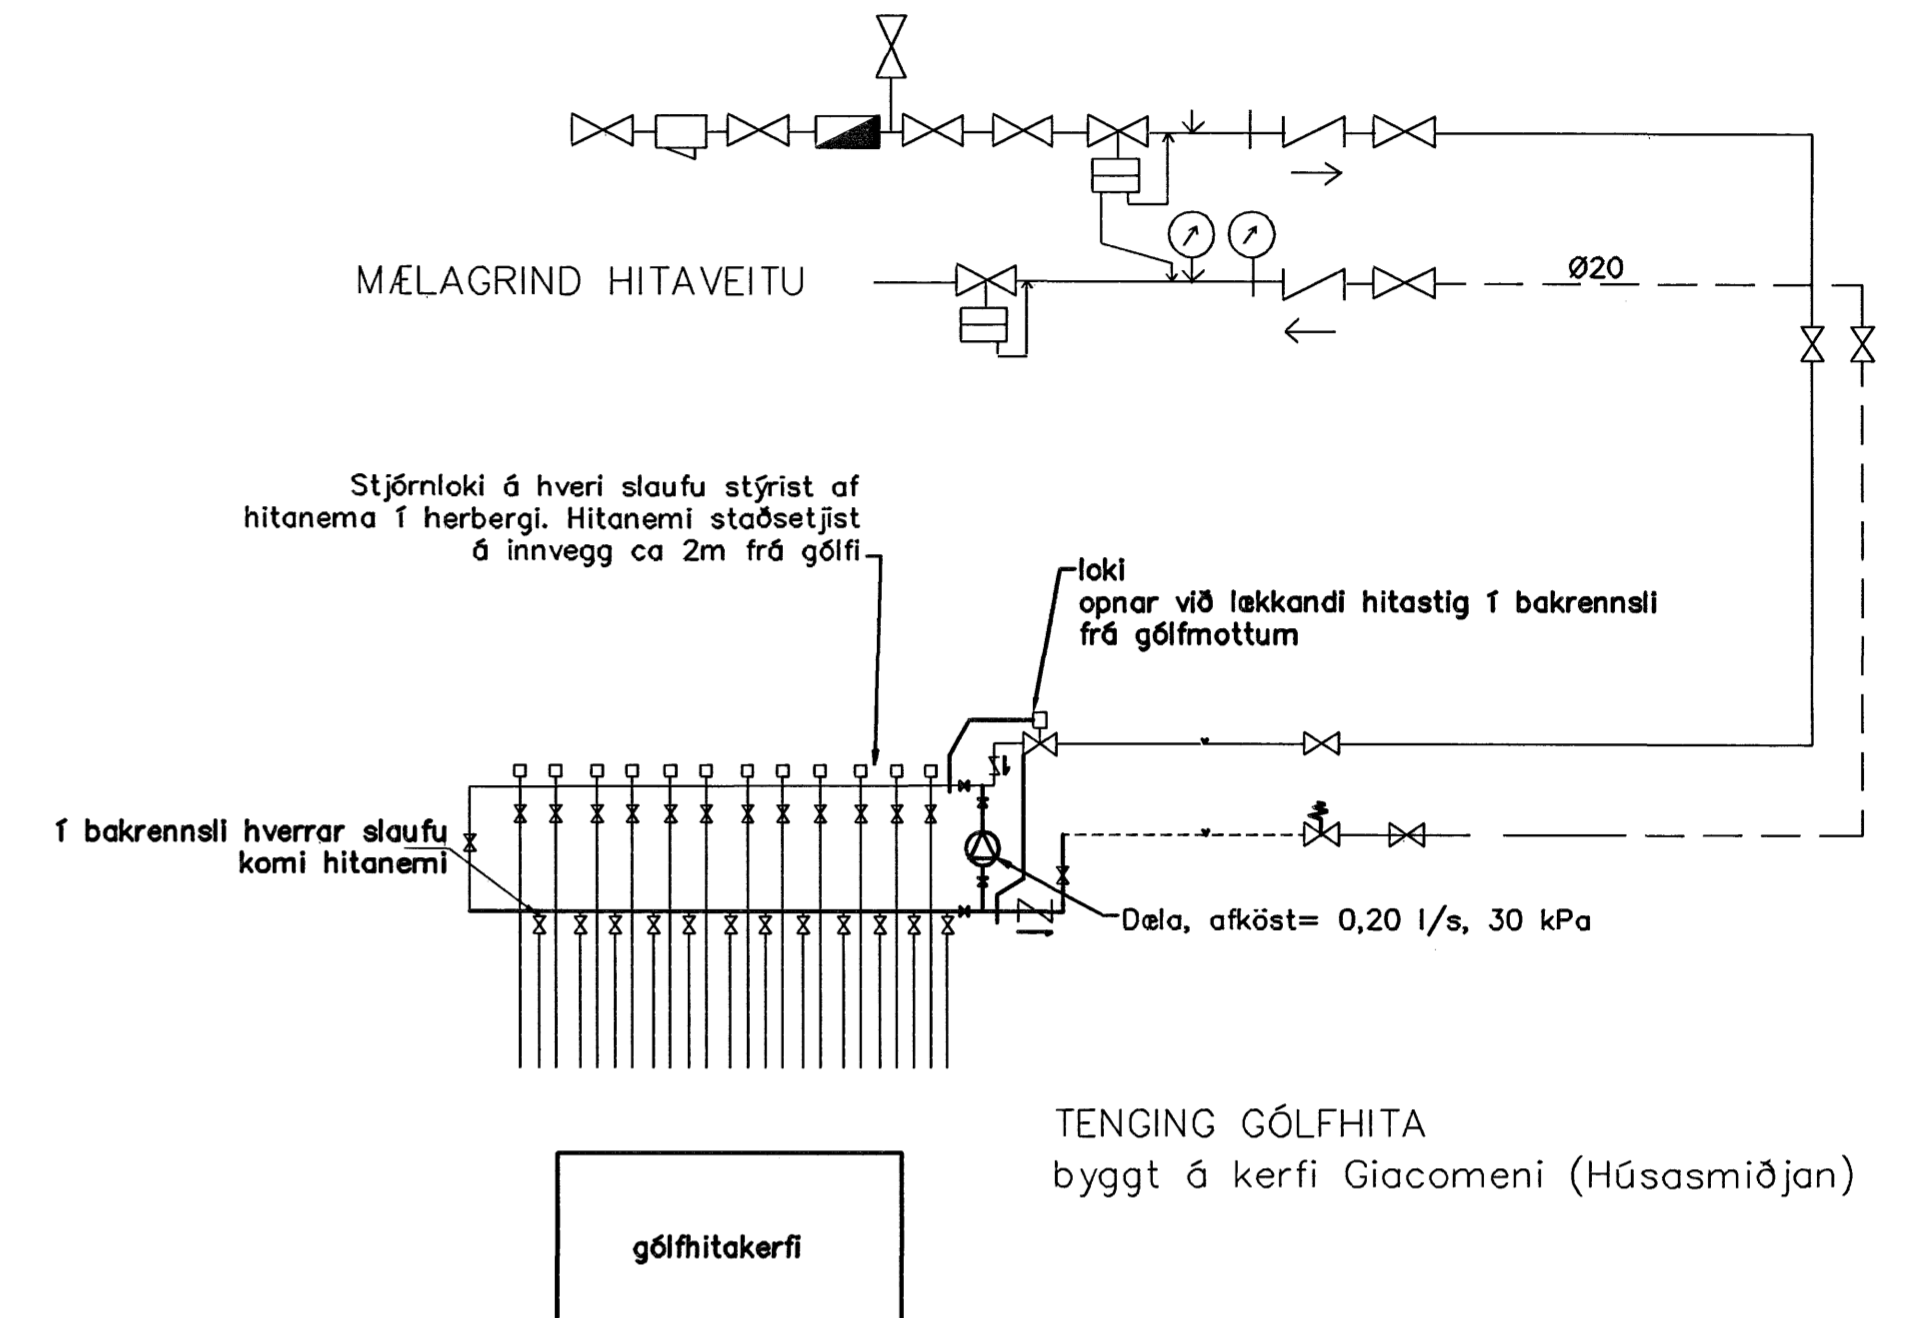 MÆLAGRIND HITAVEITU
Ø20
Stjórnloki á hveri slaufu stýrist af
hitanema í herbergi. Hitanemi staðsetjist
á innvegg ca 2m frá gólfi
loki
opnar við lækkandi hitastig í bakrennsli
frá gólfmottum
í bakrennsli hverrar slaufu
komi hitanemi
Dæla, afköst= 0,20 l/s, 30 kPa
TENGING GÓLFHITA
byggt á kerfi Giacomeni (Húsasmiðjan)
gólfhitakerfi